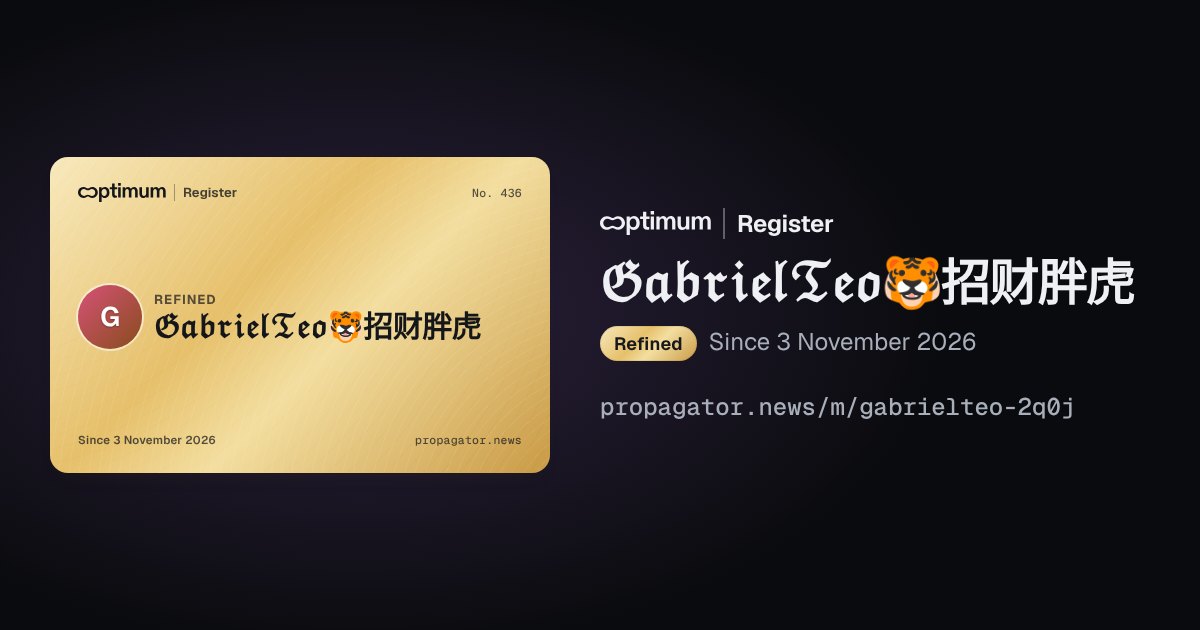 optimum | Register
No. 436
G
REFINED
𝕲𝖆𝖇𝖗𝖎𝖊𝖑𝕿𝖊𝖔🐯招财胖虎
Since 3 November 2026
propagator.news
optimum | Register
𝕲𝖆𝖇𝖗𝖎𝖊𝖑𝕿𝖊𝖔🐯招财胖虎
Refined
Since 3 November 2026
propagator.news/m/gabrielteo-2q0j